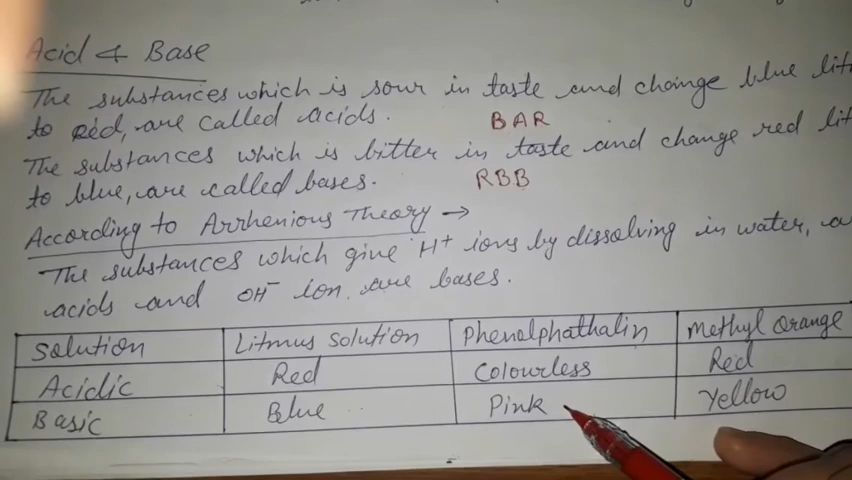 Acid & Base
The substances which is sour in taste and change blue
to red, are called acids. BAR
The substances which is bitter in taste and change red
to blue, are called bases. RBB
According to Arrhenious Theory →
The substances which give H+ ions by dissolving in water,
acids and OH- ion are bases.
Solution Litmus Solution Phenolphathalin Methyl Orange
Acidic Red Colourless Red
Basic Blue Pink Yellow